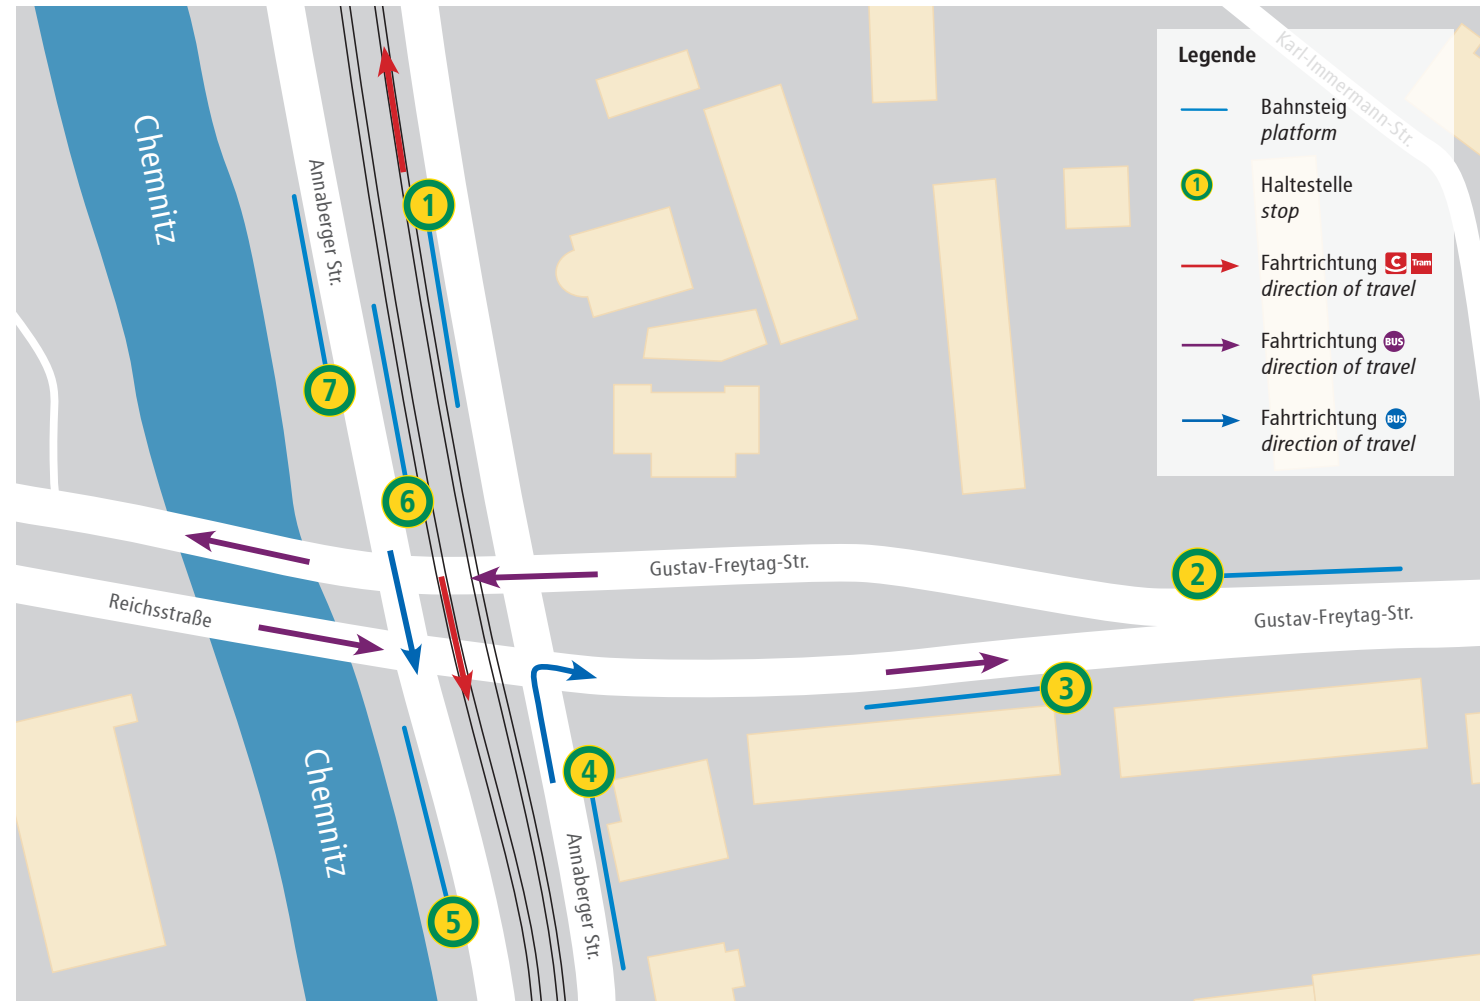 Legende
Bahnsteig
platform
1
Haltestelle
stop
Fahrtrichtung C Tram
direction of travel
Fahrtrichtung BUS
direction of travel
Fahrtrichtung BUS
direction of travel
Karl-Immermann-Str.
Chemnitz
Annaberger Str.
1
7
6
Gustav-Freytag-Str.
2
Gustav-Freytag-Str.
Reichsstraße
3
4
Chemnitz
Annaberger Str.
5